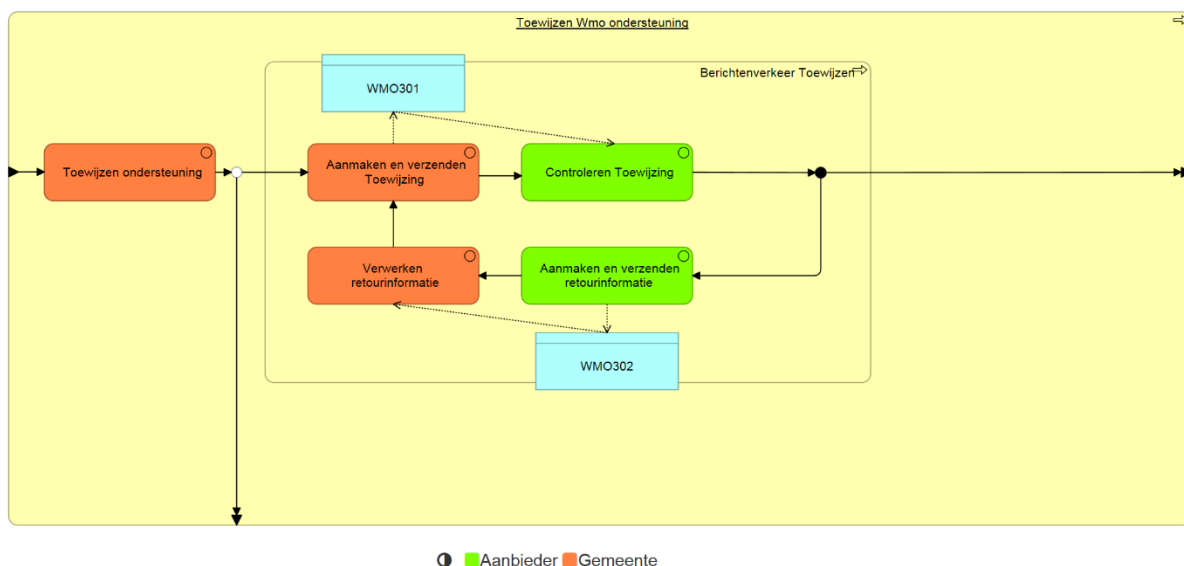 Toewijzen Wmo ondersteuning
Berichtenverkeer Toewijzen
WMO301
Toewijzen ondersteuning
Aanmaken en verzenden
Toewijzing
Controleren Toewijzing
Verwerken
retourinformatie
Aanmaken en verzenden
retourinformatie
WMO302
Aanbieder Gemeente